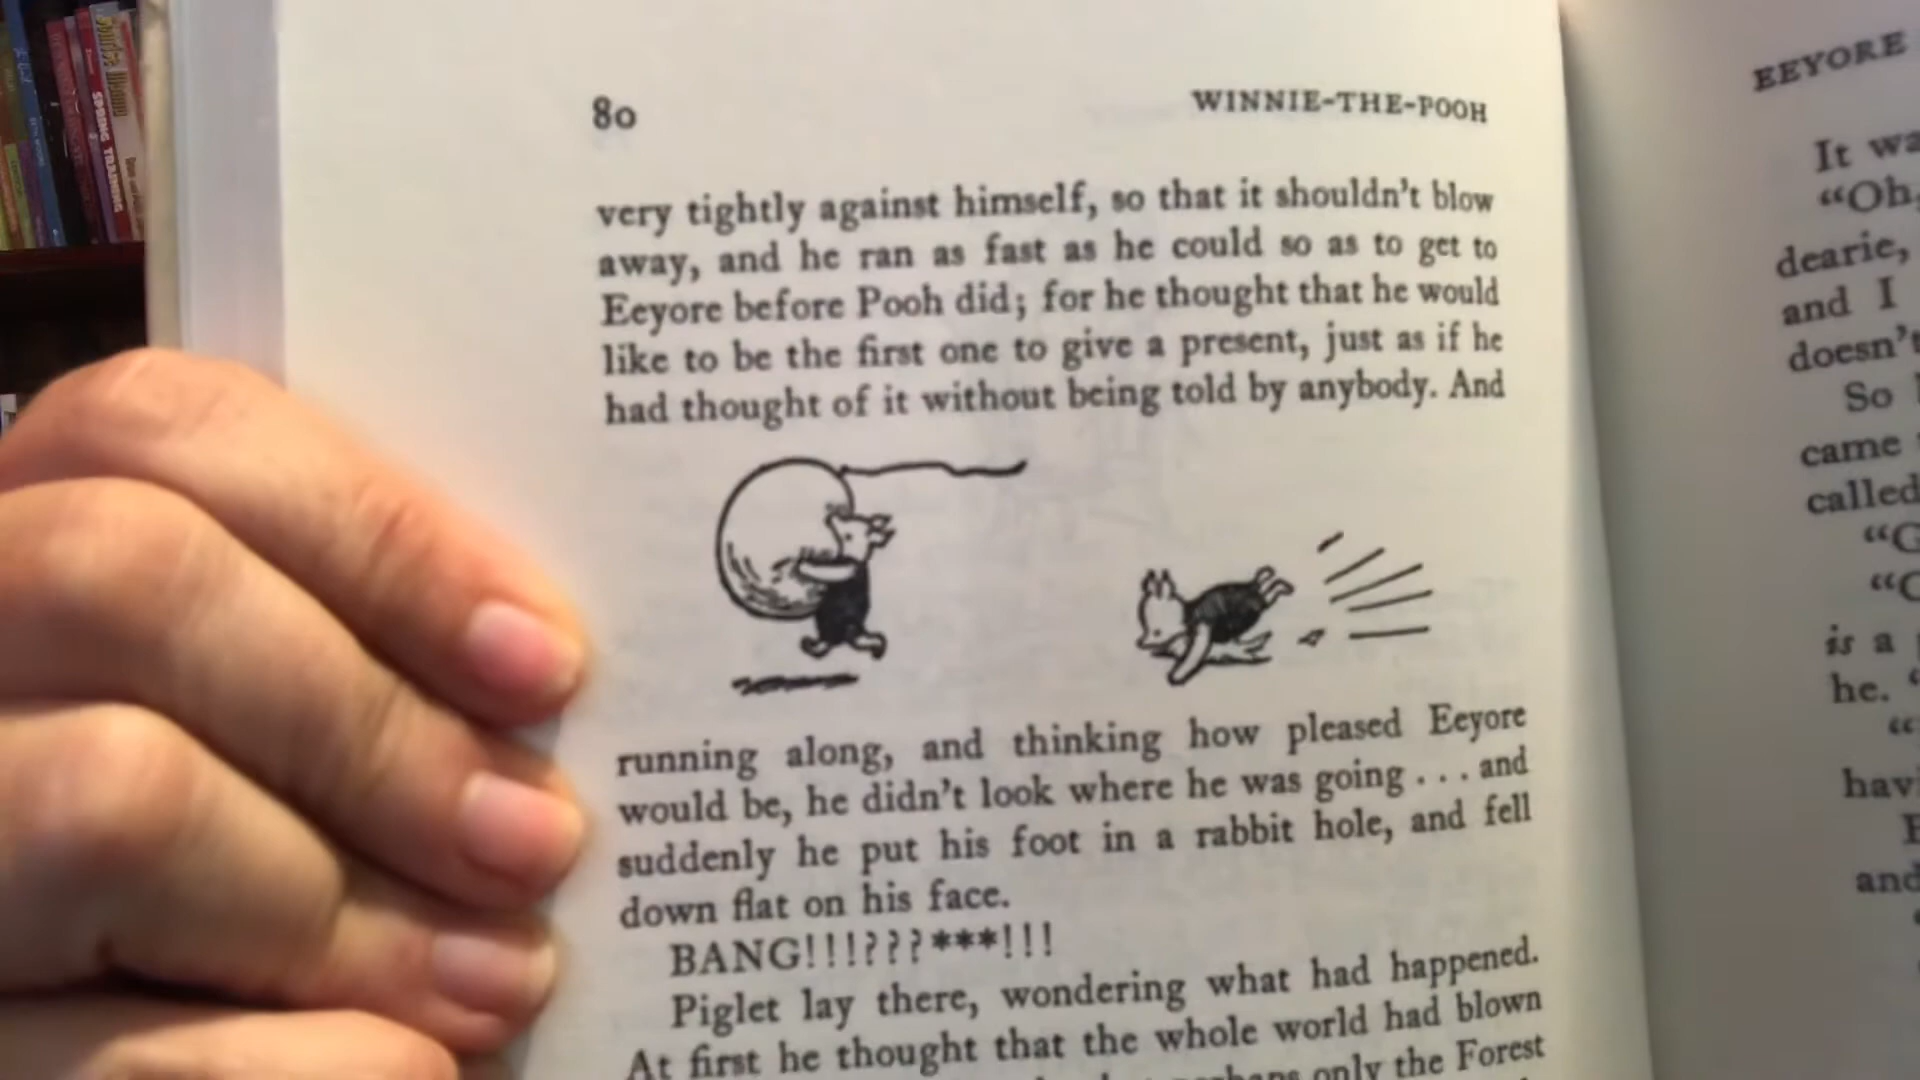 80
WINNIE-THE-POOH
very tightly against himself, so that it shouldn't blow
away, and he ran as fast as he could so as to get to
Eeyore before Pooh did; for he thought that he would
like to be the first one to give a present, just as if he
had thought of it without being told by anybody. And
running along, and thinking how pleased Eeyore
would be, he didn't look where he was going . . . and
suddenly he put his foot in a rabbit hole, and fell
down flat on his face.
BANG!!!???***!!!
Piglet lay there, wondering what had happened.
At first he thought that the whole world had blown
only the Forest
EEYORE
It wa
"Oh,
dearie,
and I
doesn't
So
came
called
"G
"O
is a
he. "
"
hav
and
SPRING TRAINING